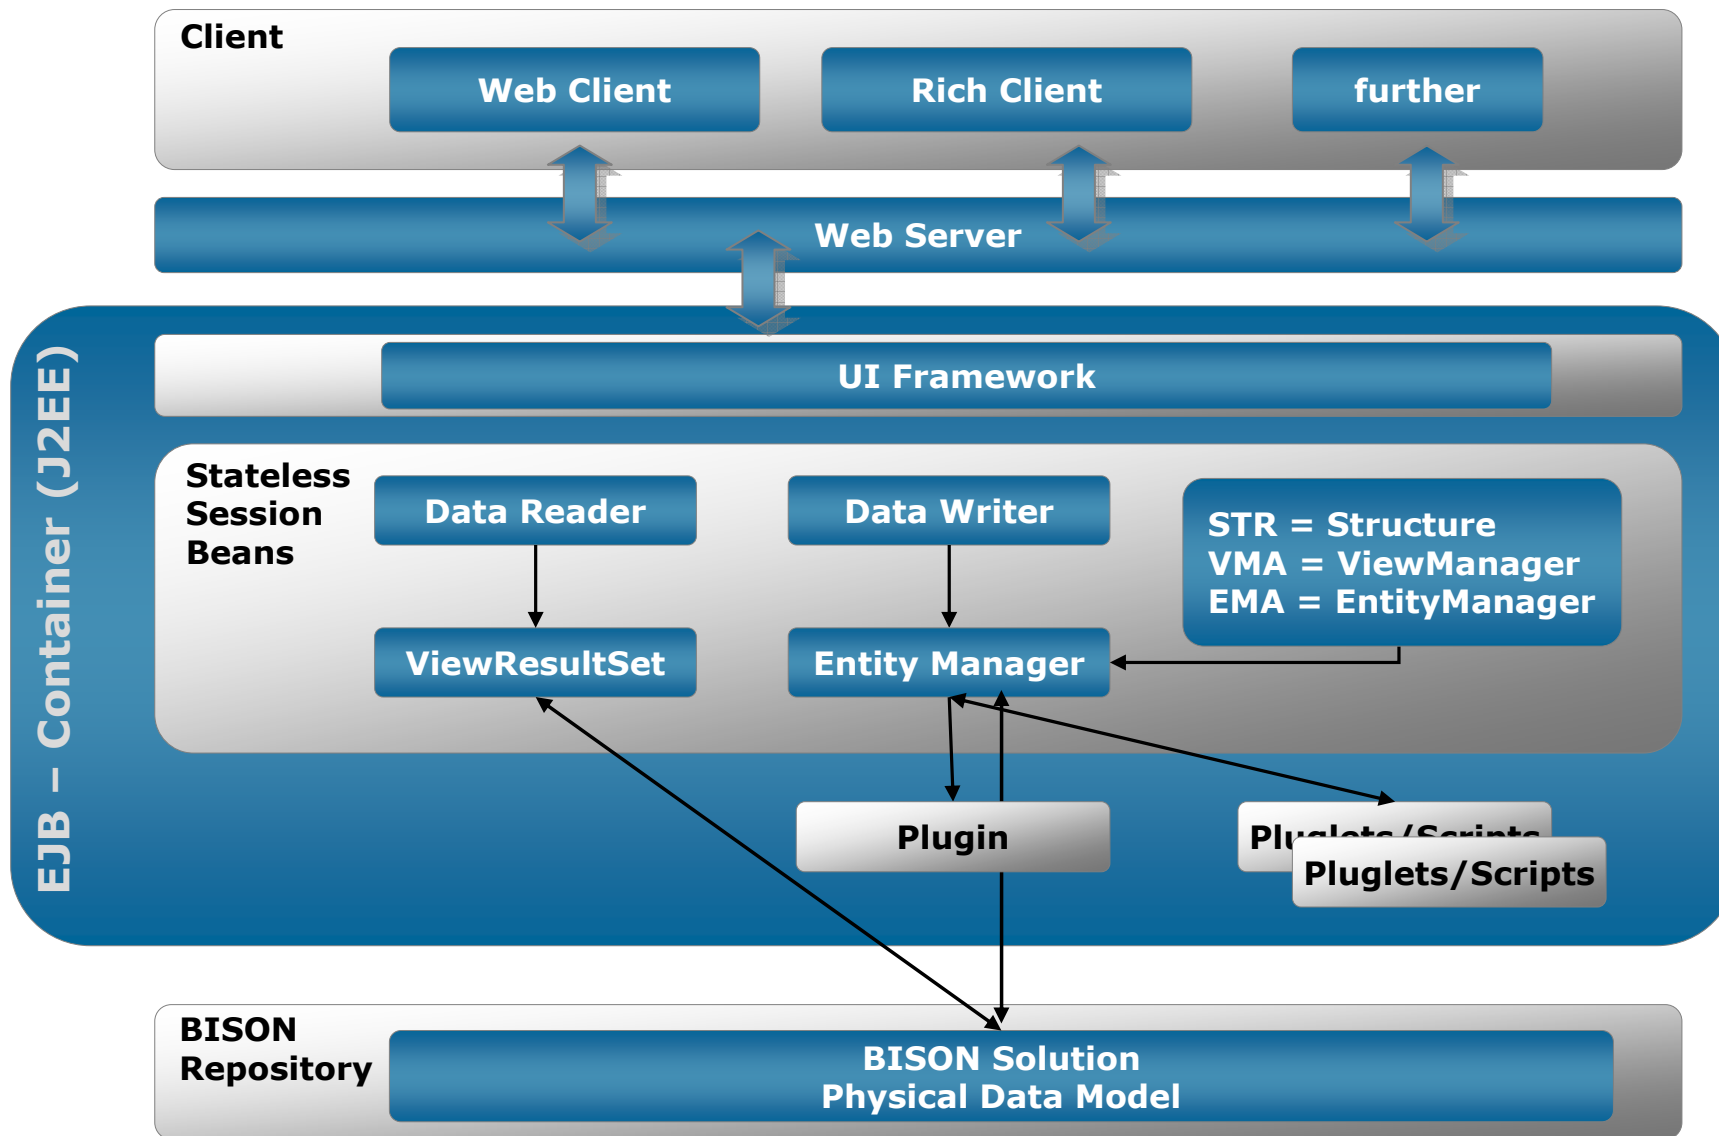 Client
Web Client
Rich Client
further
Web Server
EJB – Container (J2EE)
UI Framework
Stateless
Session
Beans
Data Reader
Data Writer
STR = Structure
VMA = ViewManager
EMA = EntityManager
ViewResultSet
Entity Manager
Plugin
Pluglets/Scripts
Pluglets/Scripts
BISON
Repository
BISON Solution
Physical Data Model